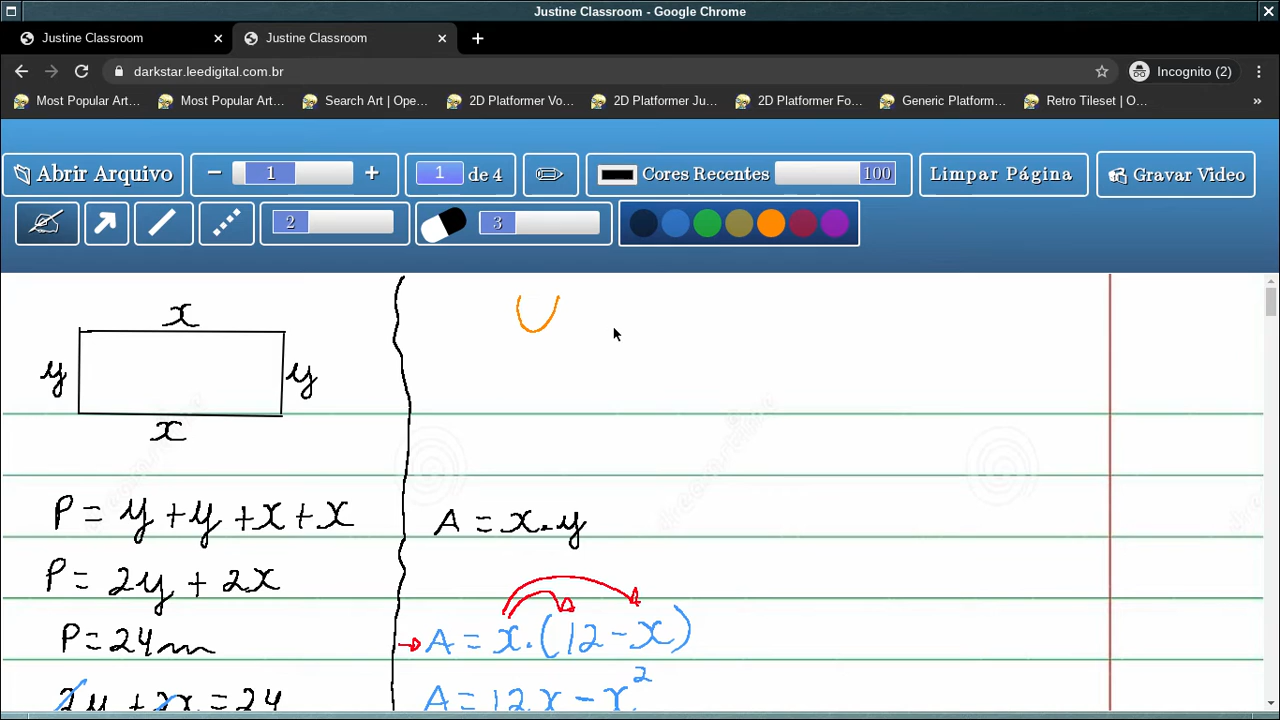 Justine Classroom - Google Chrome
Justine Classroom
Justine Classroom
darkstar.leedigital.com.br
Incognito (2)
Most Popular Art...
Most Popular Art...
Search Art | Ope...
2D Platformer Vo...
2D Platformer Ju...
2D Platformer Fo...
Generic Platform...
Retro Tileset | O...
Abrir Arquivo
− 1 +
1 de 4
Cores Recentes 100
Limpar Página
Gravar Video
2
3
x
y
y
x
U
P = y + y + x + x
P = 2y + 2x
P = 24m
2y + 2x = 24
A = x.y
A = x.(12 - x)
A = 12x - x²